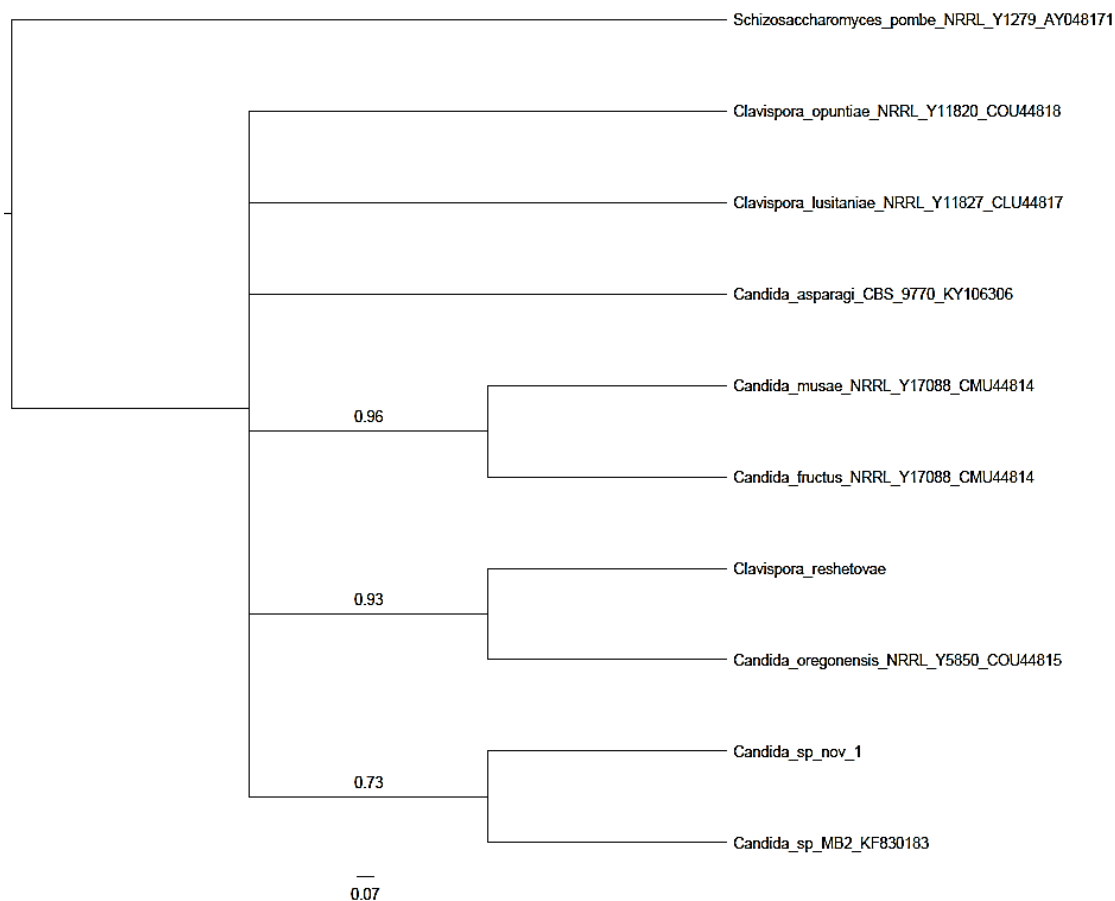 Schizosaccharomyces_pombe_NRRL_Y1279_AY048171
Clavispora_opuntiae_NRRL_Y11820_COU44818
Clavispora_lusitaniae_NRRL_Y11827_CLU44817
Candida_asparagi_CBS_9770_KY106306
Candida_musae_NRRL_Y17088_CMU44814
0.96
Candida_fructus_NRRL_Y17088_CMU44814
Clavispora_reshetovae
0.93
Candida_oregonensis_NRRL_Y5850_COU44815
Candida_sp_nov_1
0.73
Candida_sp_MB2_KF830183
0.07